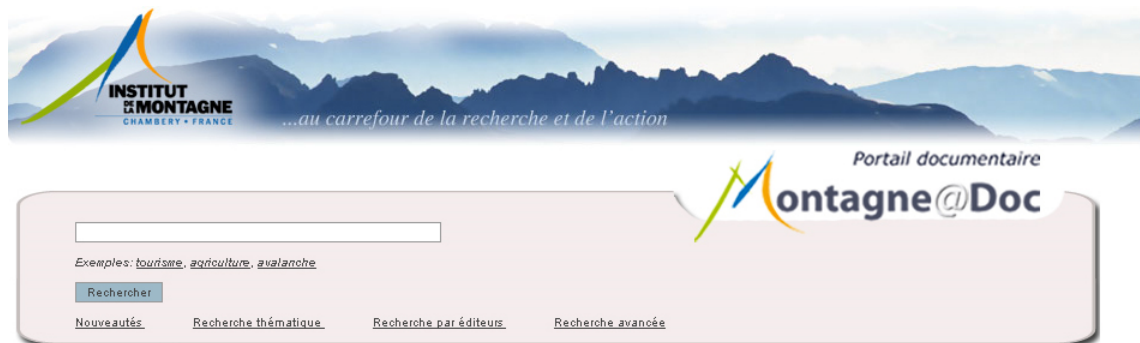 INSTITUT
DE LA MONTAGNE
CHAMBERY • FRANCE
...au carrefour de la recherche et de l'action
Portail documentaire
Montagne@Doc
Exemples: tourisme, agriculture, avalanche
Rechercher
Nouveautés Recherche thématique Recherche par éditeurs Recherche avancée